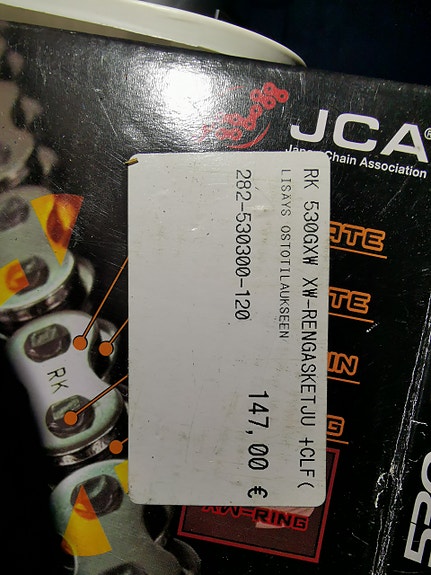 JCA®
Japan Chain Association
RK 530GXW XW-RENGASKETJU +CLF(
LISÄYS OSTOTILAUKSEEN
282-530300-120
147,00 €
RK
XW-RING
530